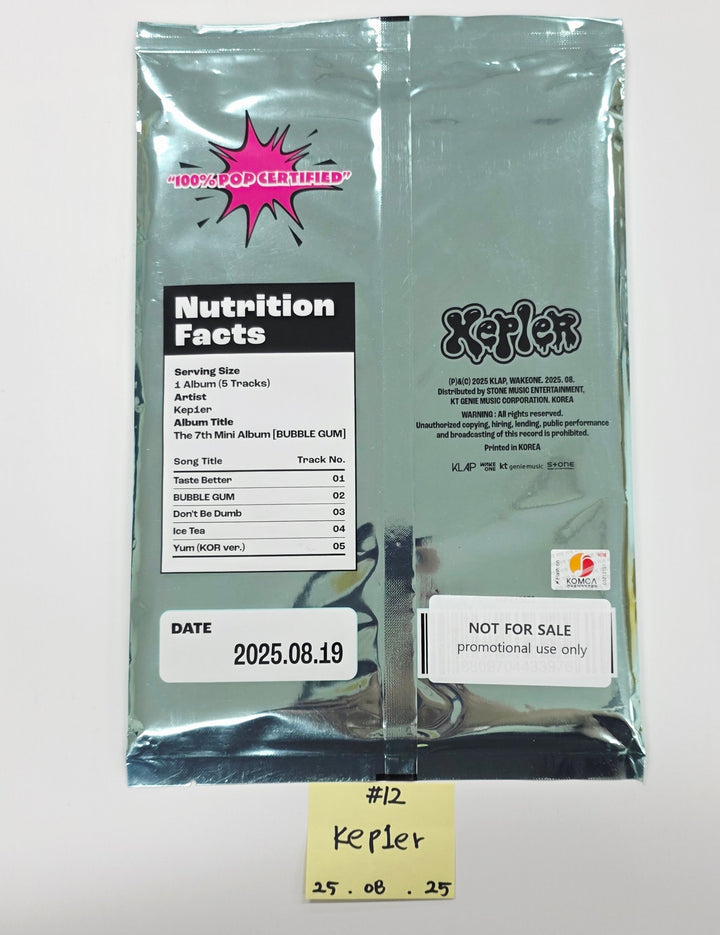 "100% POP CERTIFIED"
Nutrition
Facts
Serving Size
1 Album (5 Tracks)
Artist
Kep1er
Album Title
The 7th Mini Album [BUBBLE GUM]
Song Title Track No.
Taste Better 01
BUBBLE GUM 02
Don't Be Dumb 03
Ice Tea 04
Yum (KOR ver.) 05
DATE
2025.08.19
Kep1er
(P)&(C) 2025 KLAP, WAKEONE. 2025. 08.
Distributed by STONE MUSIC ENTERTAINMENT,
KT GENIE MUSIC CORPORATION. KOREA
WARNING : All rights reserved.
Unauthorized copying, hiring, lending, public performance
and broadcasting of this record is prohibited.
Printed in KOREA
KLAP WAKE ONE kt geniemusic STONE
KOMCA
NOT FOR SALE
promotional use only
#12
Kep1er
25 . 08 . 25